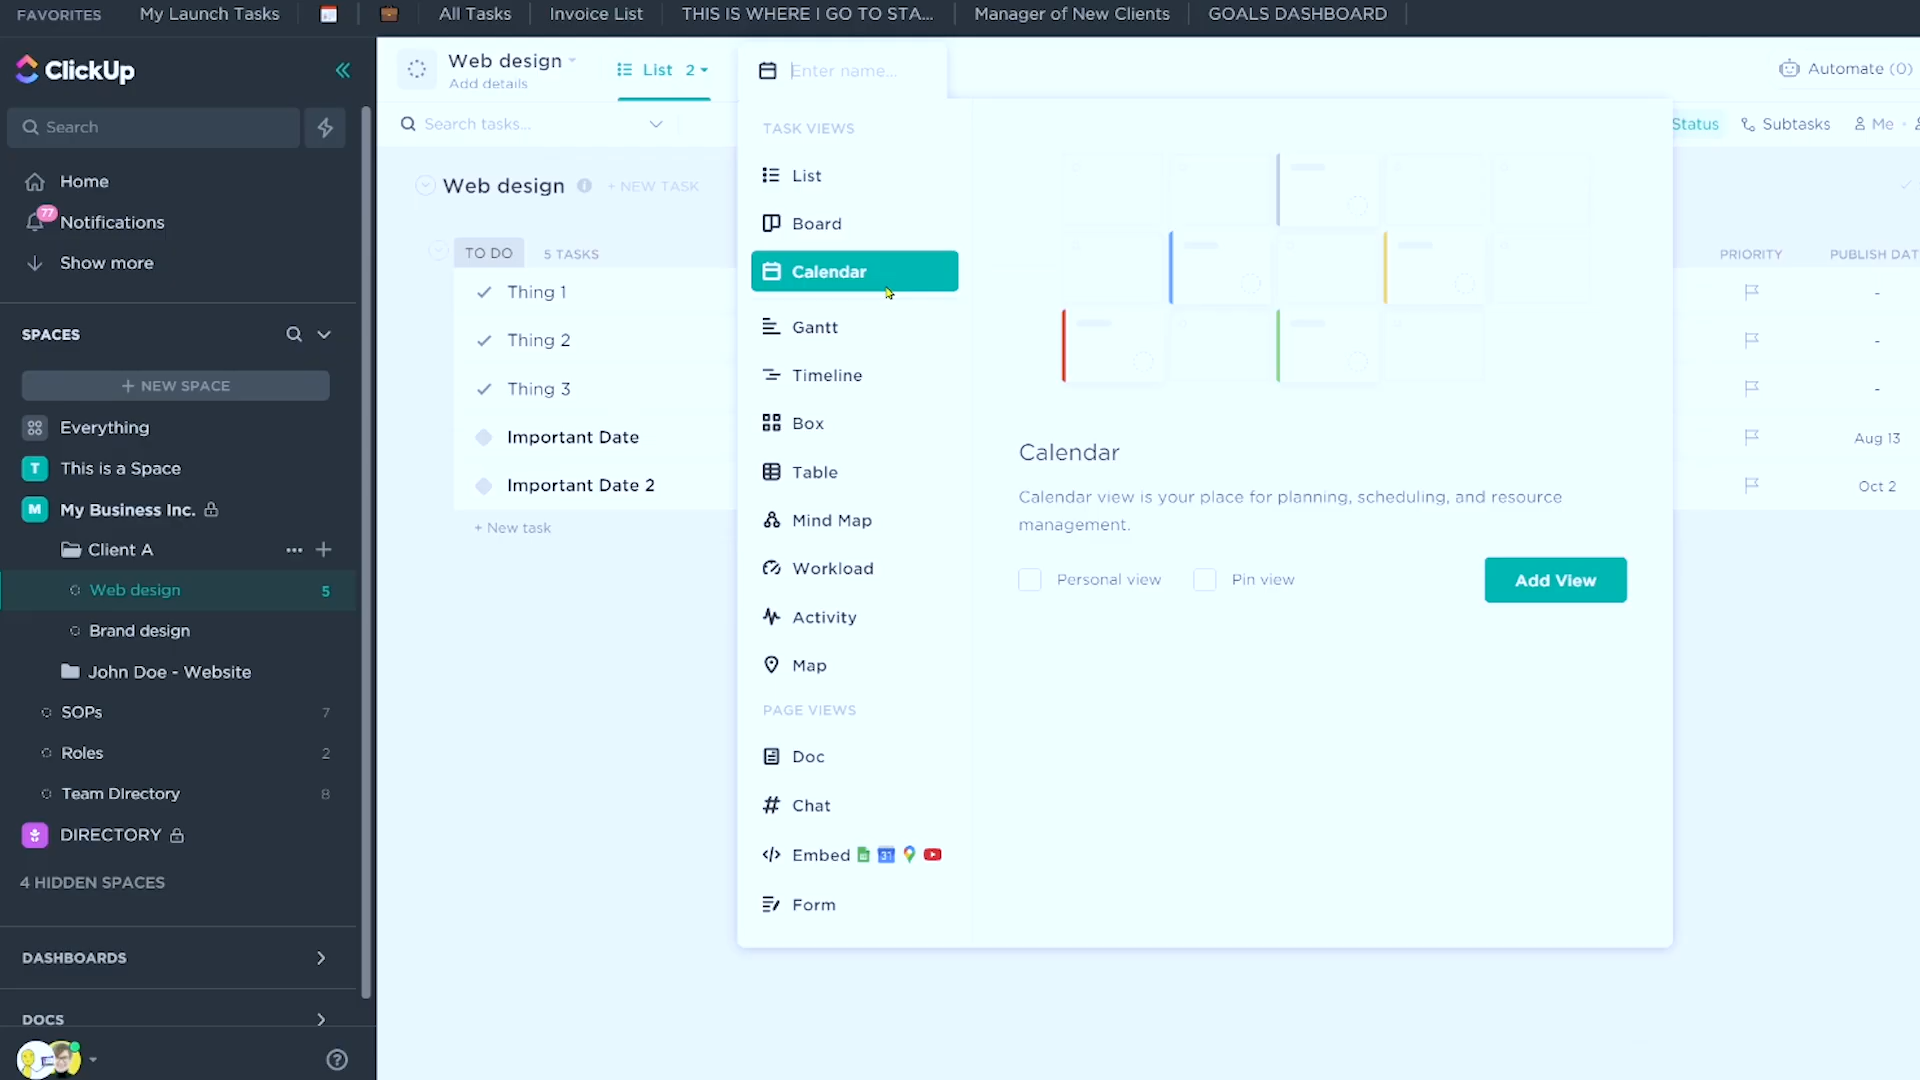 FAVORITES
My Launch Tasks
All Tasks
Invoice List
THIS IS WHERE I GO TO STA...
Manager of New Clients
GOALS DASHBOARD
ClickUp
Search
Home
77
Notifications
Show more
SPACES
+ NEW SPACE
Everything
T
This is a Space
M
My Business Inc.
Client A
Web design
5
Brand design
John Doe - Website
SOPs
7
Roles
2
Team DIrectory
8
DIRECTORY
4 HIDDEN SPACES
DASHBOARDS
DOCS
Web design
Add details
List 2
Search tasks...
Web design
+ NEW TASK
TO DO
5 TASKS
Thing 1
Thing 2
Thing 3
Important Date
Important Date 2
+ New task
Enter name...
TASK VIEWS
List
Board
Calendar
Gantt
Timeline
Box
Table
Mind Map
Workload
Activity
Map
PAGE VIEWS
Doc
Chat
Embed
31
Form
Calendar
Calendar view is your place for planning, scheduling, and resource
management.
Personal view
Pin view
Add View
Automate (0)
Status
Subtasks
Me
PRIORITY
PUBLISH DAT
-
-
-
Aug 13
Oct 2